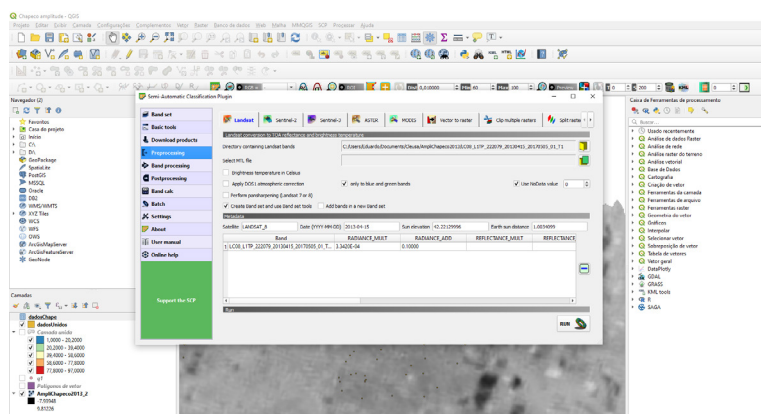 Chapeco amplitude - QGIS
Projeto Editar Exibir Camada Configurações Complementos Vetor Raster Banco de dados Web Malha MMQGIS SCP Processar Ajuda
Navegador (2)
Favoritos
Casa do projeto
Início
C:\
D:\
GeoPackage
SpatiaLite
PostGIS
MSSQL
Oracle
DB2
WMS/WMTS
XYZ Tiles
WCS
WFS
OWS
ArcGisMapServer
ArcGisFeatureServer
GeoNode
Camadas
dadosChape
dadosUnidos
Camada unida
1,0000 - 20,2000
20,2000 - 39,4000
39,4000 - 58,6000
58,6000 - 77,8000
77,8000 - 97,0000
Polígonos de vetor
AmpliChapeco2013_2
-7.93948
9.81226
Semi-Automatic Classification Plugin
Band set
Basic tools
Download products
Preprocessing
Band processing
Postprocessing
Band calc
Batch
Settings
About
User manual
Online help
Support the SCP
Landsat
Sentinel-2
Sentinel-3
ASTER
MODIS
Vector to raster
Clip multiple rasters
Split raster
Landsat conversion to TOA reflectance and brightness temperature
Directory containing Landsat bands
C:/Users/Eduardo/Documents/Cleusa/AmpliChapeco2013/LC08_L1TP_222079_20130415_20170505_01_T1
Select MTL file
Brightness temperature in Celsius
Apply DOS1 atmospheric correction
only to blue and green bands
Use NoData value 0
Perform pansharpening (Landsat 7 or 8)
Create Band set and use Band set tools
Add bands in a new Band set
Metadata
Satellite LANDSAT_8
Date (YYYY-MM-DD) 2013-04-15
Sun elevation 42.22129956
Earth sun distance 1.0034099
Band RADIANCE_MULT RADIANCE_ADD REFLECTANCE_MULT REFLECTANCE
1 LC08_L1TP_222079_20130415_20170505_01_T... 3.3420E-04 0.10000
Run
RUN
Caixa de Ferramentas de processamento
Usado recentemente
Análise de dados Raster
Análise de rede
Análise raster do terreno
Análise vetorial
Base de Dados
Cartografia
Criação de vetor
Ferramentas da camada
Ferramentas de arquivo
Ferramentas raster
Geometria do vetor
Gráficos
Interpolar
Selecionar vetor
Sobreposição de vetor
Tabela de vetores
Vetor geral
DataPlotly
GDAL
GRASS
XML tools
R
SAGA